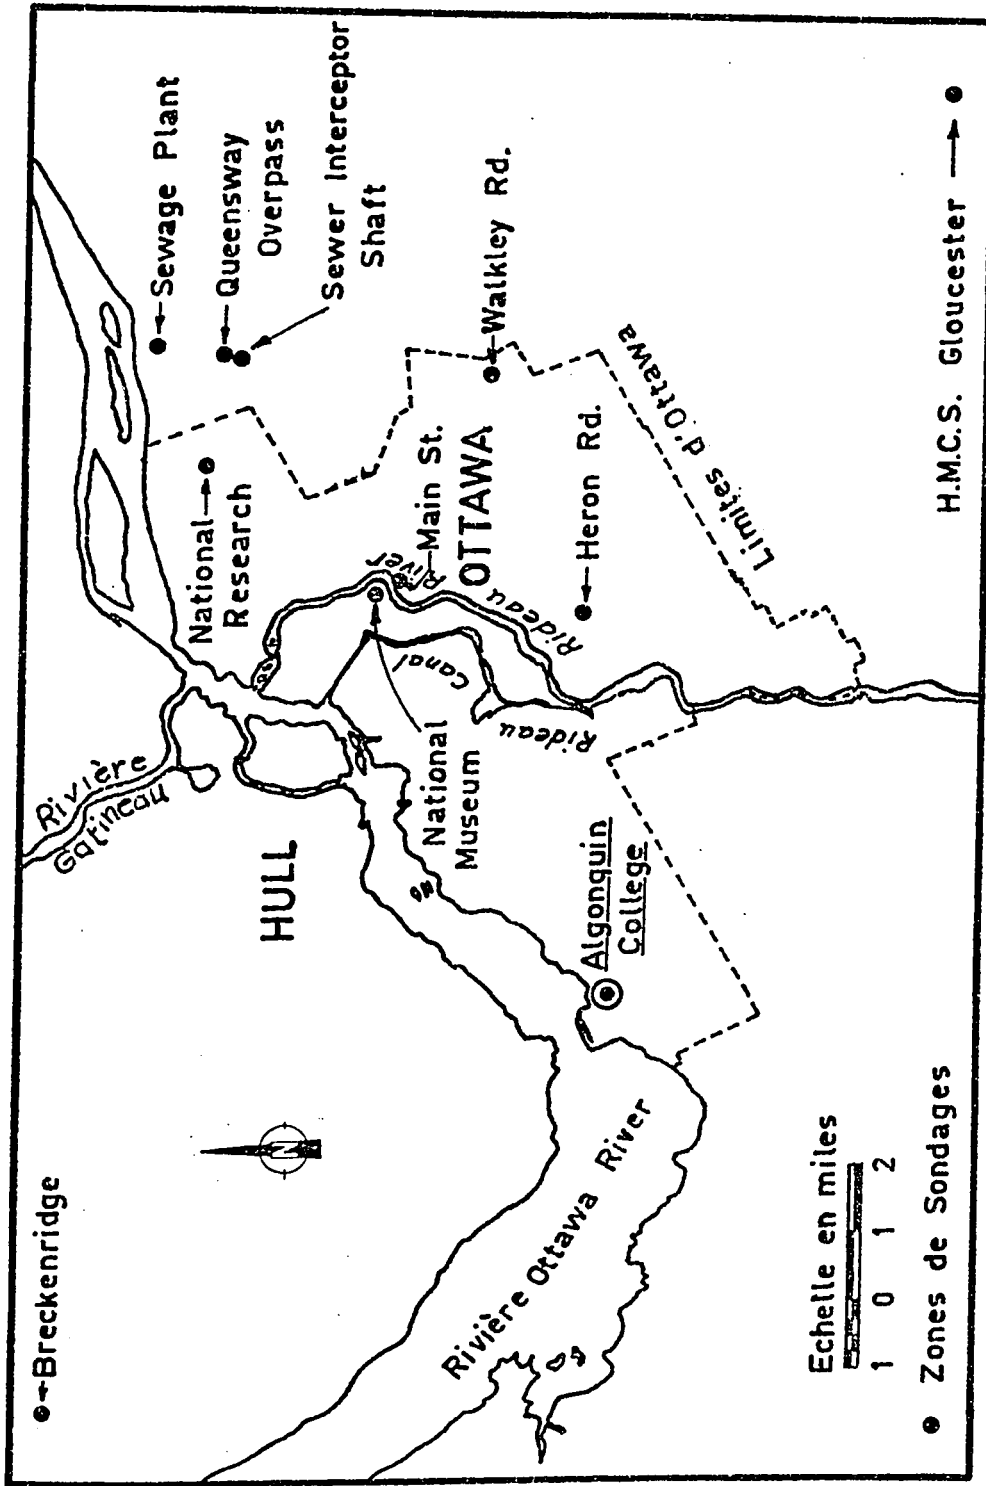 Breckenridge
Rivière
Gatineau
HULL
Sewage Plant
Queensway
Overpass
Sewer Interceptor
Shaft
National
Research
River
Main St.
OTTAWA
Walkley Rd.
Canal
Rideau
Rideau
National
Museum
Heron Rd.
Algonquin
College
Limites d'Ottawa
Rivière Ottawa River
N
Echelle en miles
1 0 1 2
Zones de Sondages
H.M.C.S. Gloucester